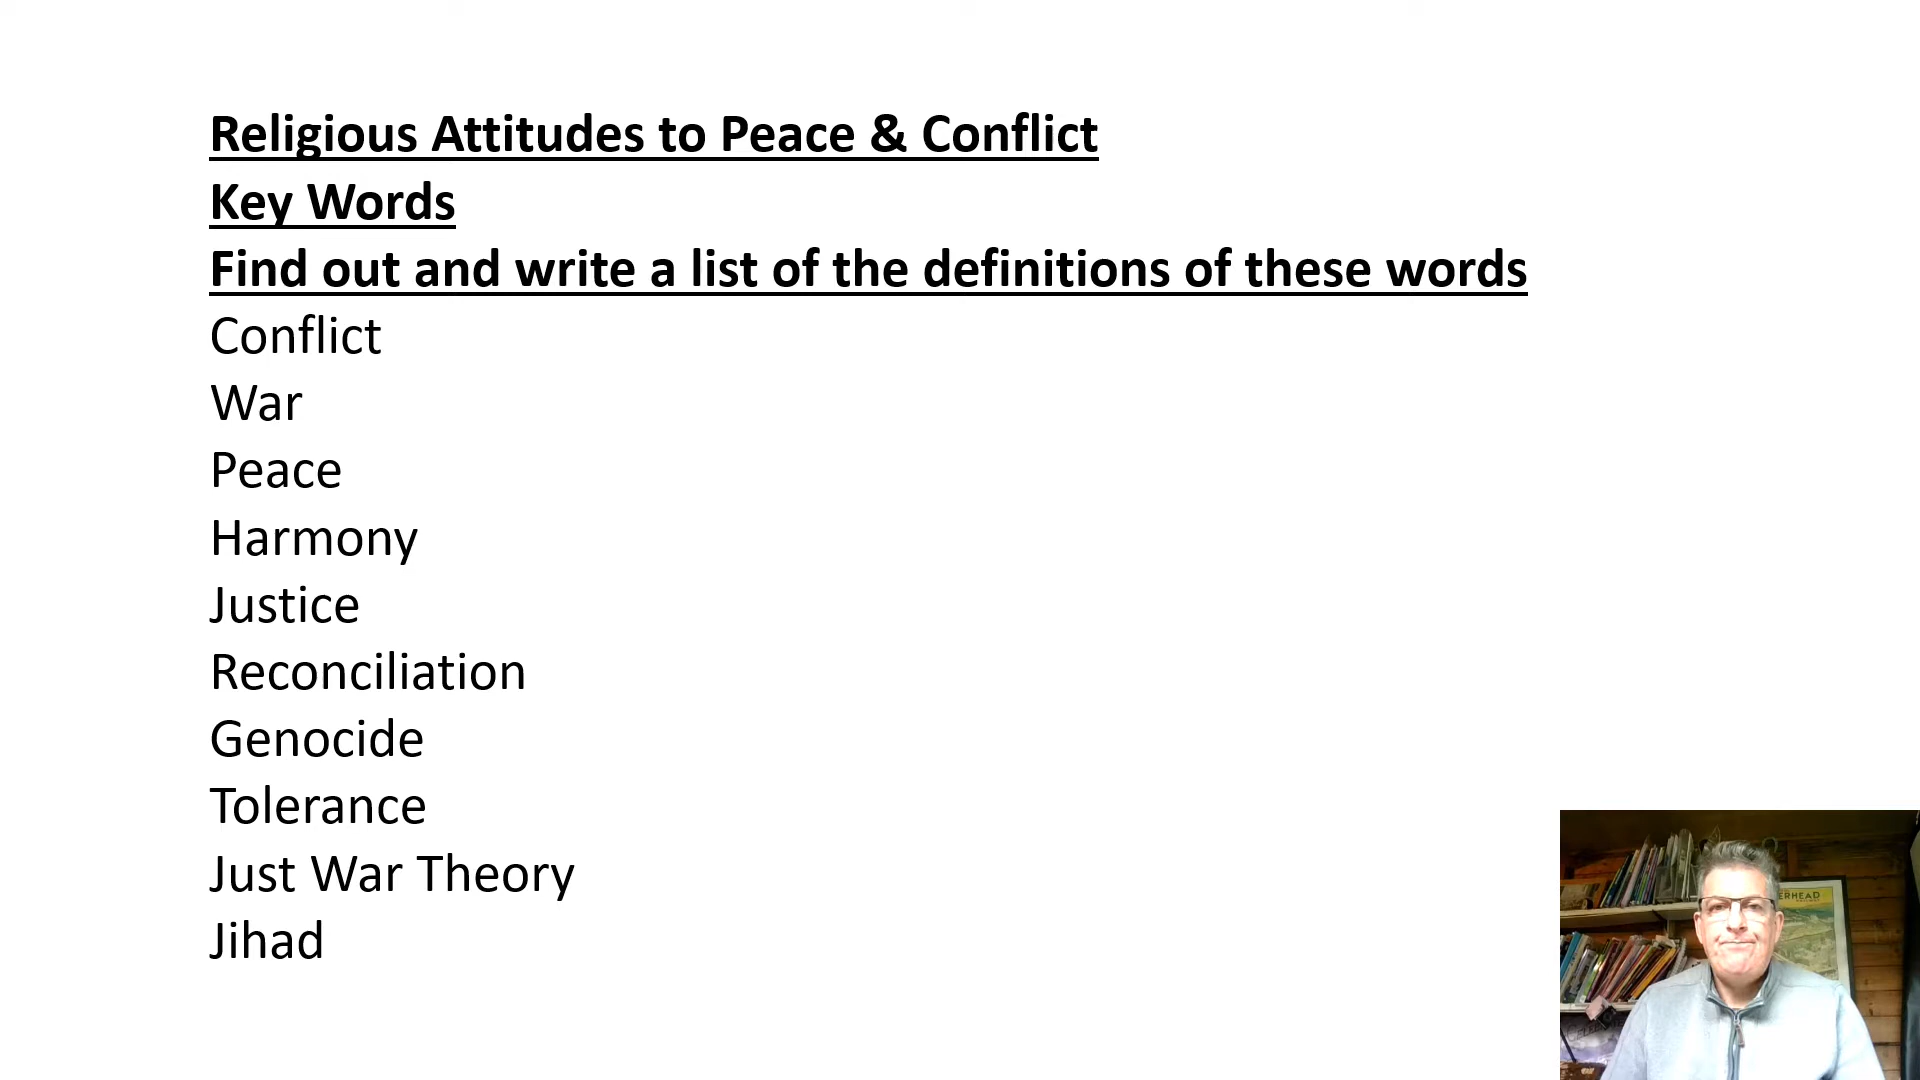 Religious Attitudes to Peace & Conflict
Key Words
Find out and write a list of the definitions of these words
Conflict
War
Peace
Harmony
Justice
Reconciliation
Genocide
Tolerance
Just War Theory
Jihad
ERHEAD